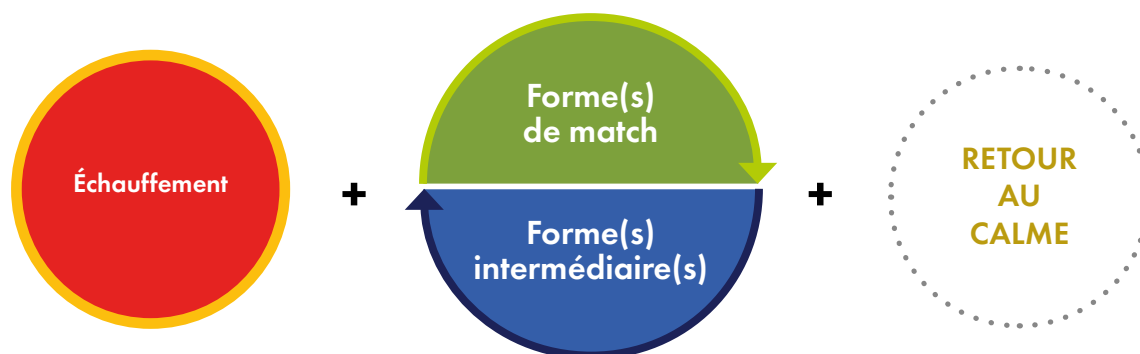 Échauffement
+
Forme(s)
de match
Forme(s)
intermédiaire(s)
+
RETOUR
AU
CALME